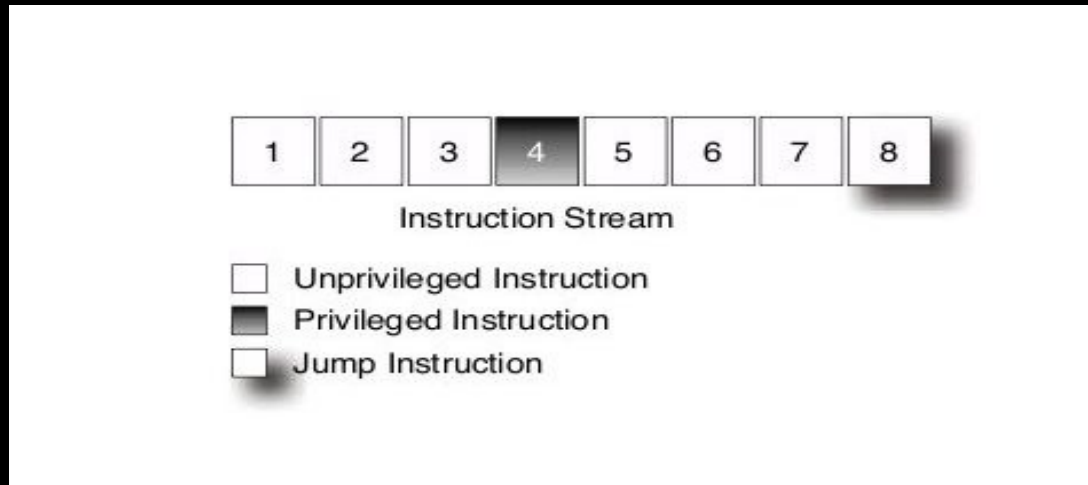 1 2 3 4 5 6 7 8
Instruction Stream
Unprivileged Instruction
Privileged Instruction
Jump Instruction